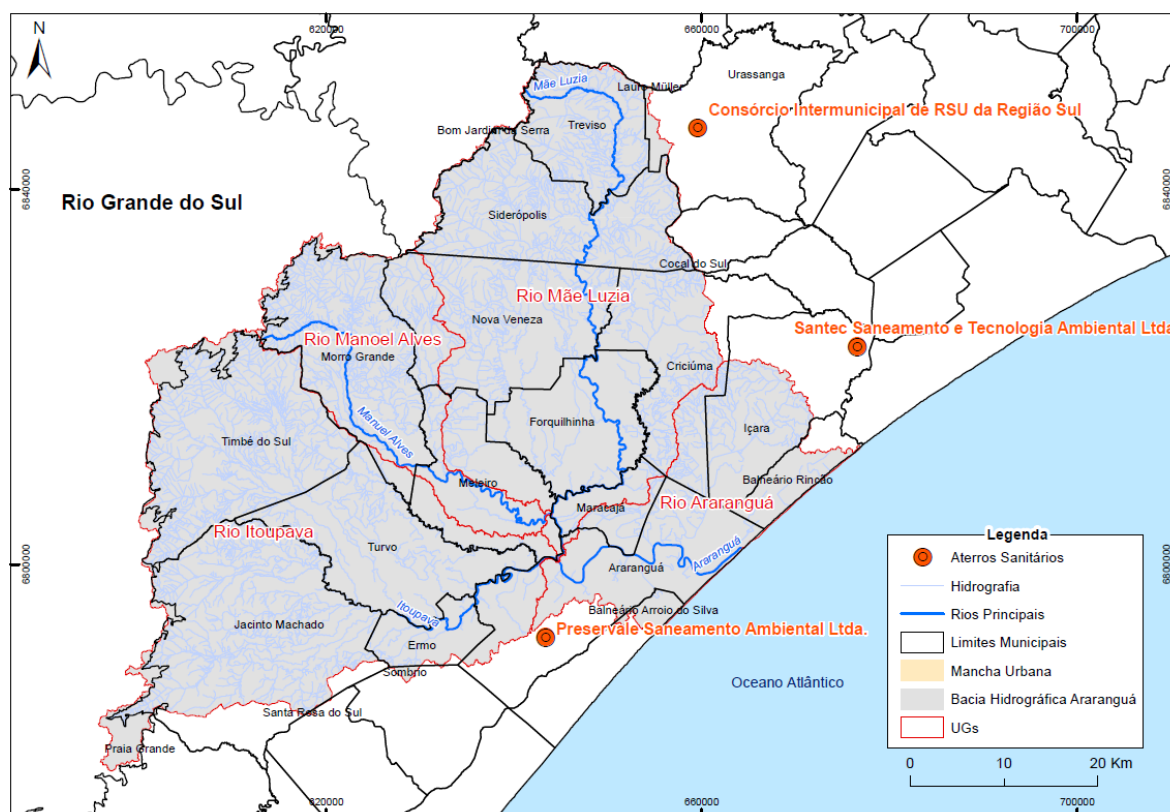 620000
660000
700000
N
Urussanga
Mãe Luzia
Lauro Müller
Consórcio Intermunicipal de RSU da Região Sul
Treviso
Bom Jardim da Serra
6840000
6840000
Rio Grande do Sul
Siderópolis
Cocal do Sul
Rio Mãe Luzia
Nova Veneza
Santec Saneamento e Tecnologia Ambiental Ltda
Rio Manoel Alves
Morro Grande
Criciúma
Manuel Alves
Forquilhinha
Içara
Timbé do Sul
Meleiro
Balneário Rincão
Maracajá
Rio Araranguá
Rio Itoupava
Turvo
Araranguá
Araranguá
6800000
6800000
Itoupava
Balneário Arroio do Silva
Jacinto Machado
Preservale Saneamento Ambiental Ltda.
Ermo
Sombrio
Oceano Atlântico
Santa Rosa do Sul
Praia Grande
Legenda
Aterros Sanitários
Hidrografia
Rios Principais
Limites Municipais
Mancha Urbana
Bacia Hidrográfica Araranguá
UGs
0 10 20 Km
620000
660000
700000